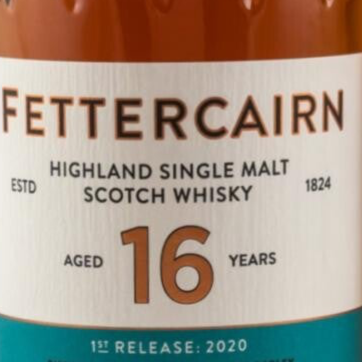 FETTERCAIRN
HIGHLAND SINGLE MALT
ESTD SCOTCH WHISKY 1824
AGED 16 YEARS
1ST RELEASE: 2020